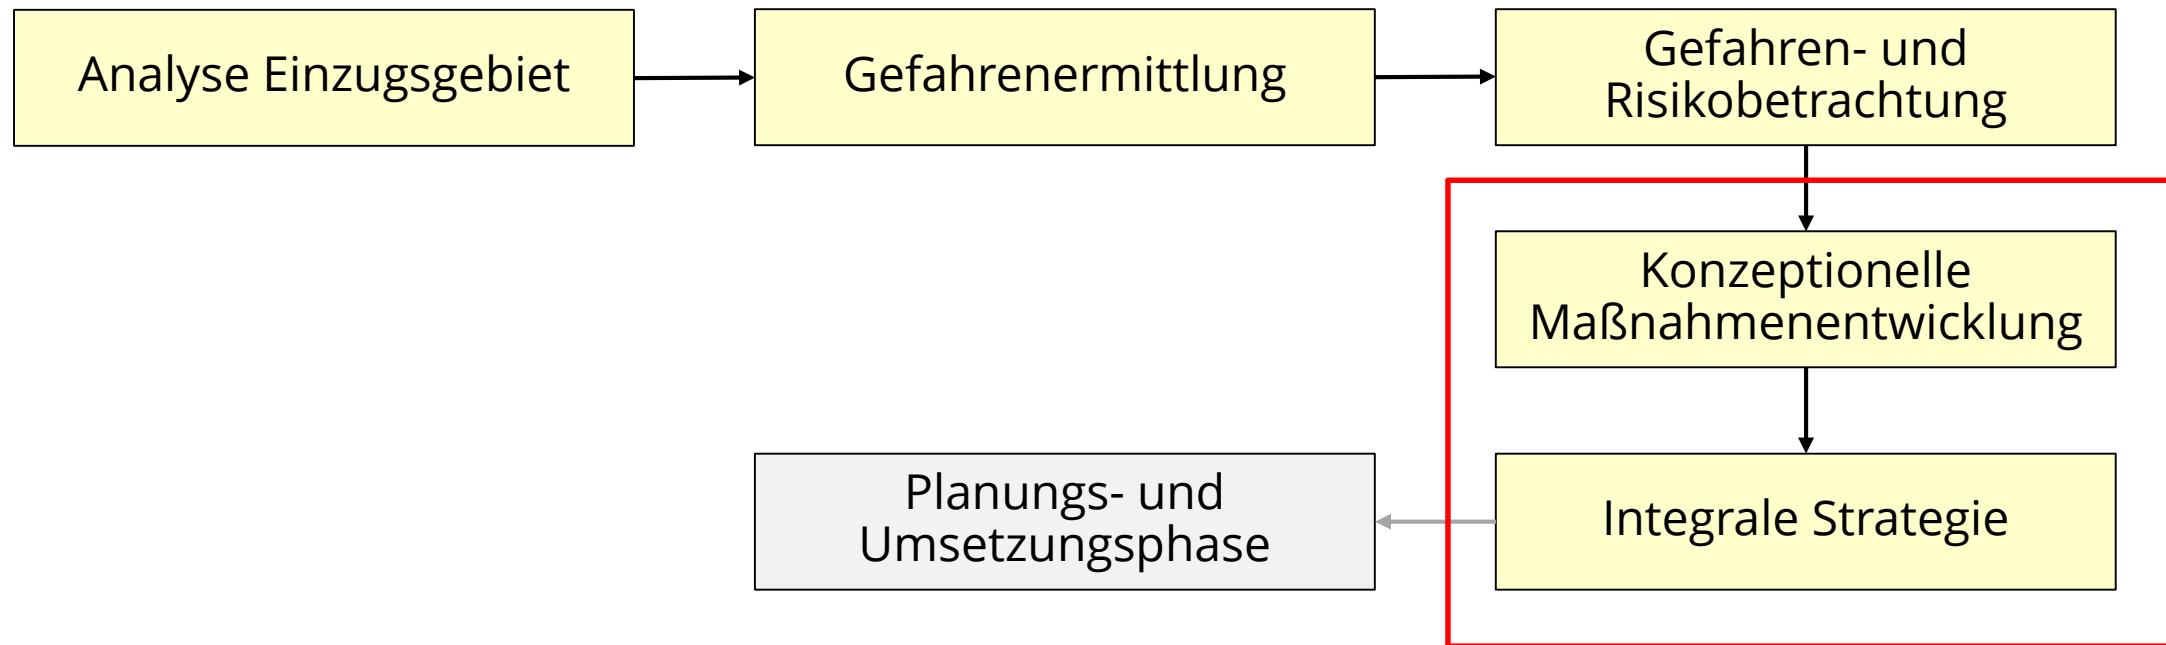 Analyse Einzugsgebiet
Gefahrenermittlung
Gefahren- und
Risikobetrachtung
Konzeptionelle
Maßnahmenentwicklung
Integrale Strategie
Planungs- und
Umsetzungsphase